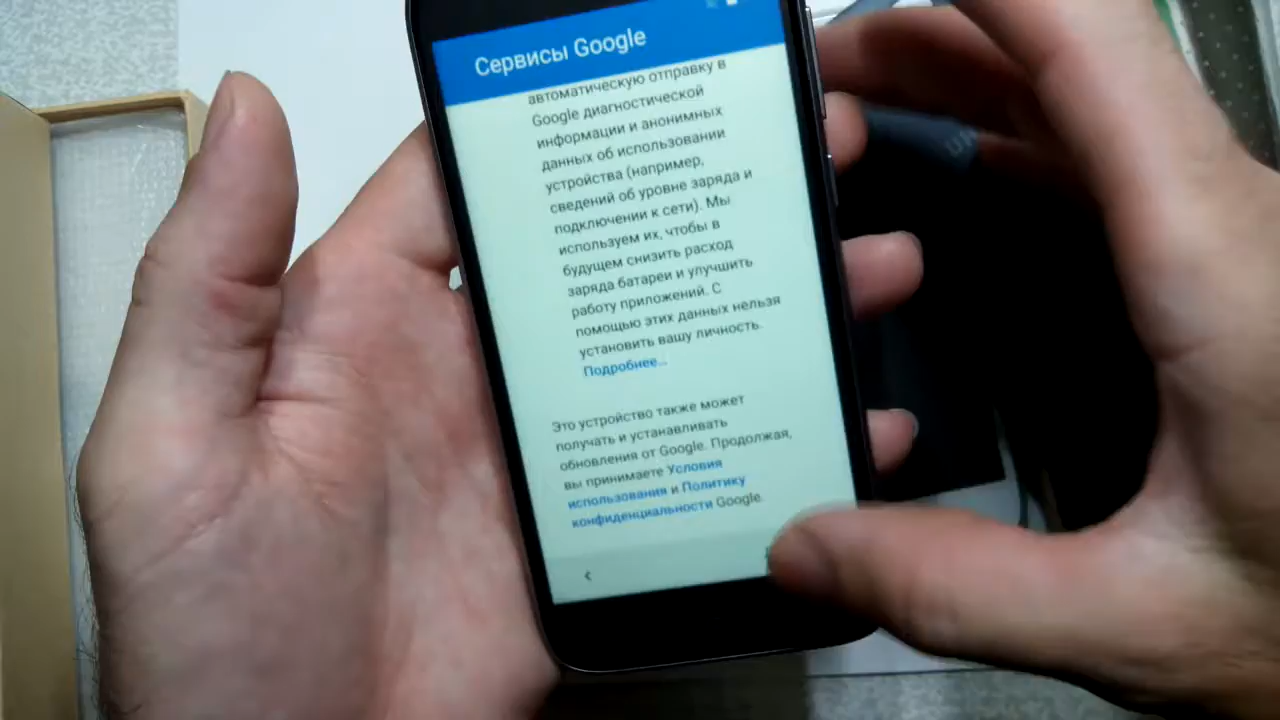 Сервисы Google
автоматическую отправку в
Google диагностической
информации и анонимных
данных об использовании
устройства (например,
сведений об уровне заряда и
подключении к сети). Мы
используем их, чтобы в
будущем снизить расход
заряда батареи и улучшить
работу приложений. С
помощью этих данных нельзя
установить вашу личность.
Подробнее...
Это устройство также может
получать и устанавливать
обновления от Google. Продолжая,
вы принимаете Условия
использования и Политику
конфиденциальности Google.